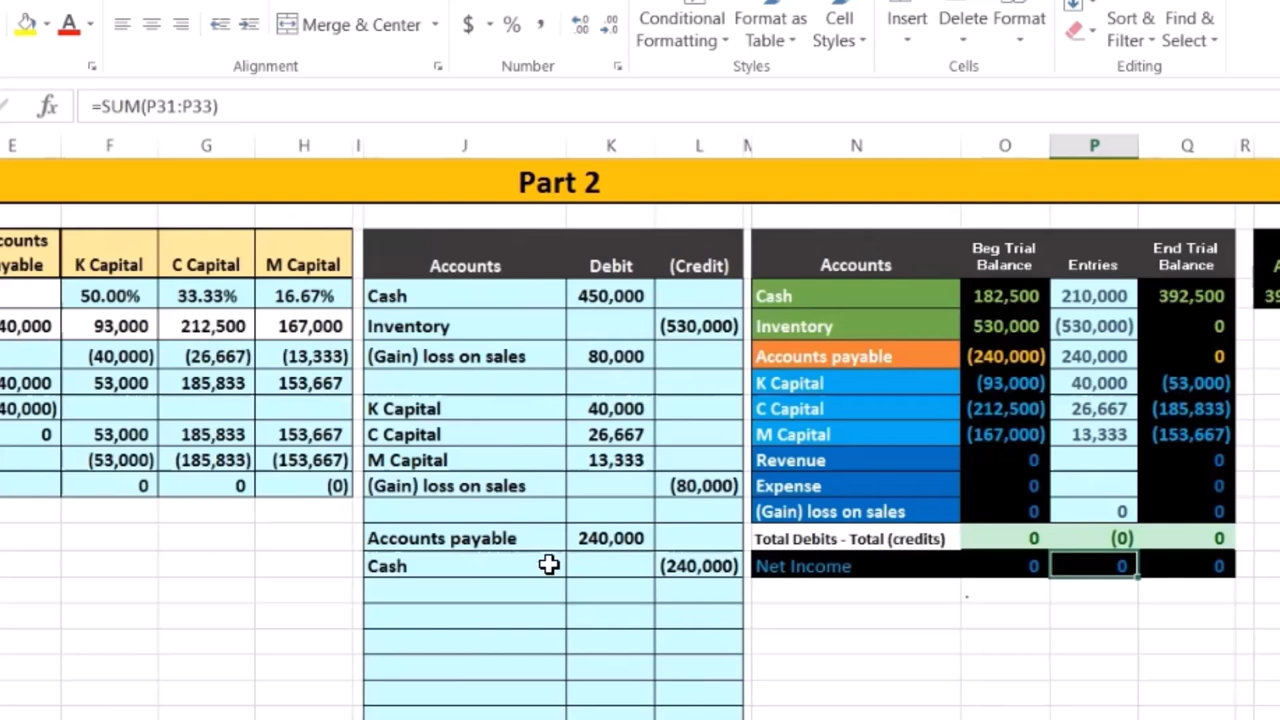 Merge & Center
$ % ,
Conditional Formatting
Format as Table
Cell Styles
Insert
Delete
Format
Sort & Filter
Find & Select
Alignment
Number
Styles
Cells
Editing
fx =SUM(P31:P33)
E F G H I J K L M N O P Q R
Part 2
counts yable K Capital C Capital M Capital
50.00% 33.33% 16.67%
40,000 93,000 212,500 167,000
(40,000) (26,667) (13,333)
40,000 53,000 185,833 153,667
40,000)
0 53,000 185,833 153,667
(53,000) (185,833) (153,667)
0 0 (0)
Accounts Debit (Credit)
Cash 450,000
Inventory (530,000)
(Gain) loss on sales 80,000
K Capital 40,000
C Capital 26,667
M Capital 13,333
(Gain) loss on sales (80,000)
Accounts payable 240,000
Cash (240,000)
Accounts Beg Trial Balance Entries End Trial Balance
Cash 182,500 210,000 392,500
Inventory 530,000 (530,000) 0
Accounts payable (240,000) 240,000 0
K Capital (93,000) 40,000 (53,000)
C Capital (212,500) 26,667 (185,833)
M Capital (167,000) 13,333 (153,667)
Revenue 0 0
Expense 0 0
(Gain) loss on sales 0 0 0
Total Debits - Total (credits) 0 (0) 0
Net Income 0 0 0